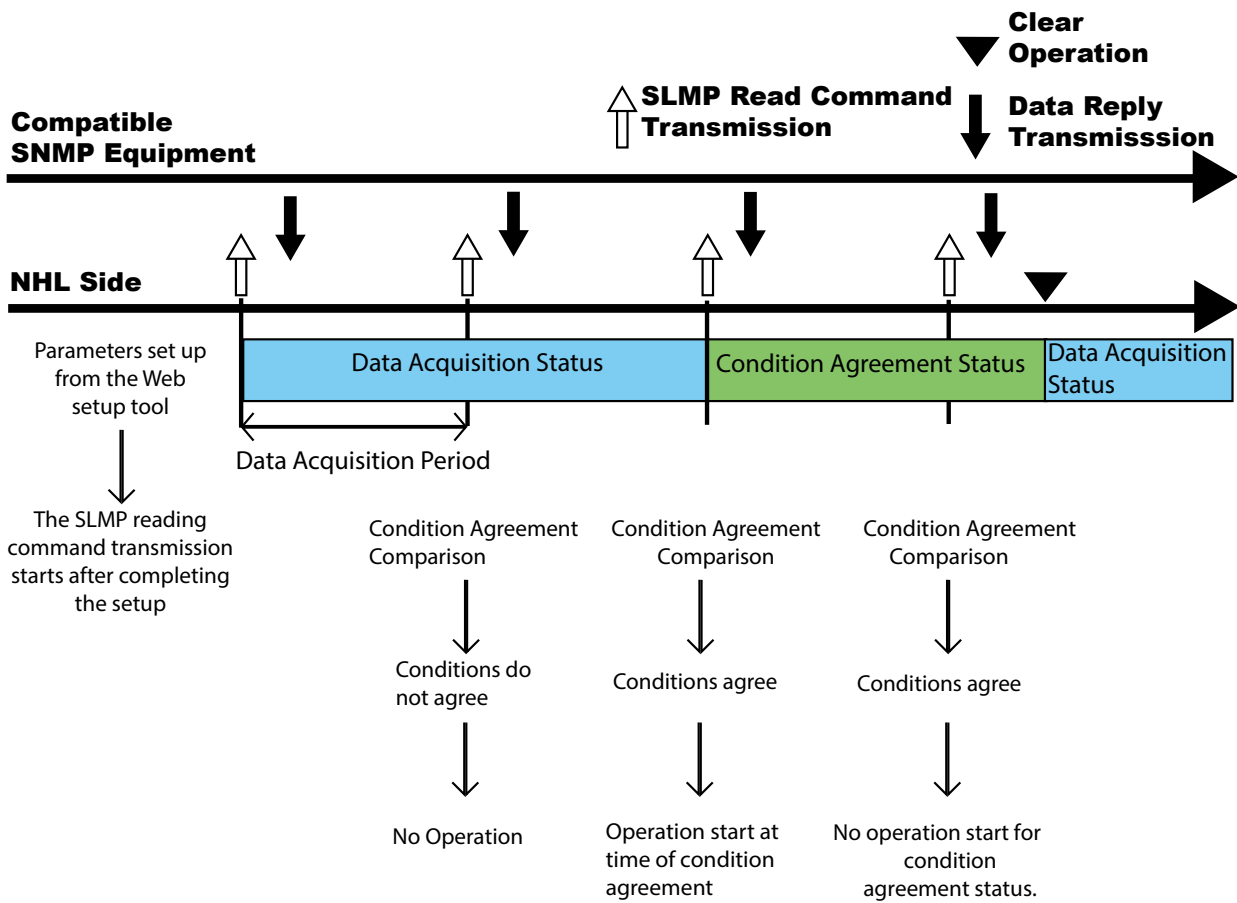 Clear
Operation
SLMP Read Command
Transmission
Data Reply
Transmisssion
Compatible
SNMP Equipment
NHL Side
Parameters set up
from the Web
setup tool
Data Acquisition Status
Condition Agreement Status
Data Acquisition
Status
Data Acquisition Period
The SLMP reading
command transmission
starts after completing
the setup
Condition Agreement
Comparison
Conditions do
not agree
No Operation
Condition Agreement
Comparison
Conditions agree
Operation start at
time of condition
agreement
Condition Agreement
Comparison
Conditions agree
No operation start for
condition
agreement status.